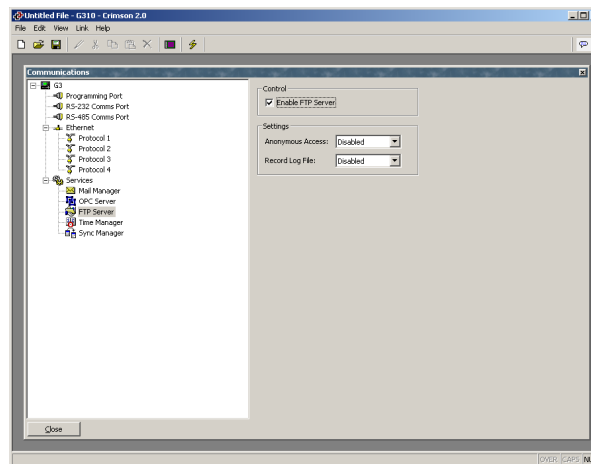 Untitled File - G310 - Crimson 2.0
File Edit View Link Help
Communications
G3
Programming Port
RS-232 Comms Port
RS-485 Comms Port
Ethernet
Protocol 1
Protocol 2
Protocol 3
Protocol 4
Services
Mail Manager
OPC Server
FTP Server
Time Manager
Sync Manager
Control
Enable FTP Server
Settings
Anonymous Access: Disabled
Record Log File: Disabled
Close
OVER CAPS